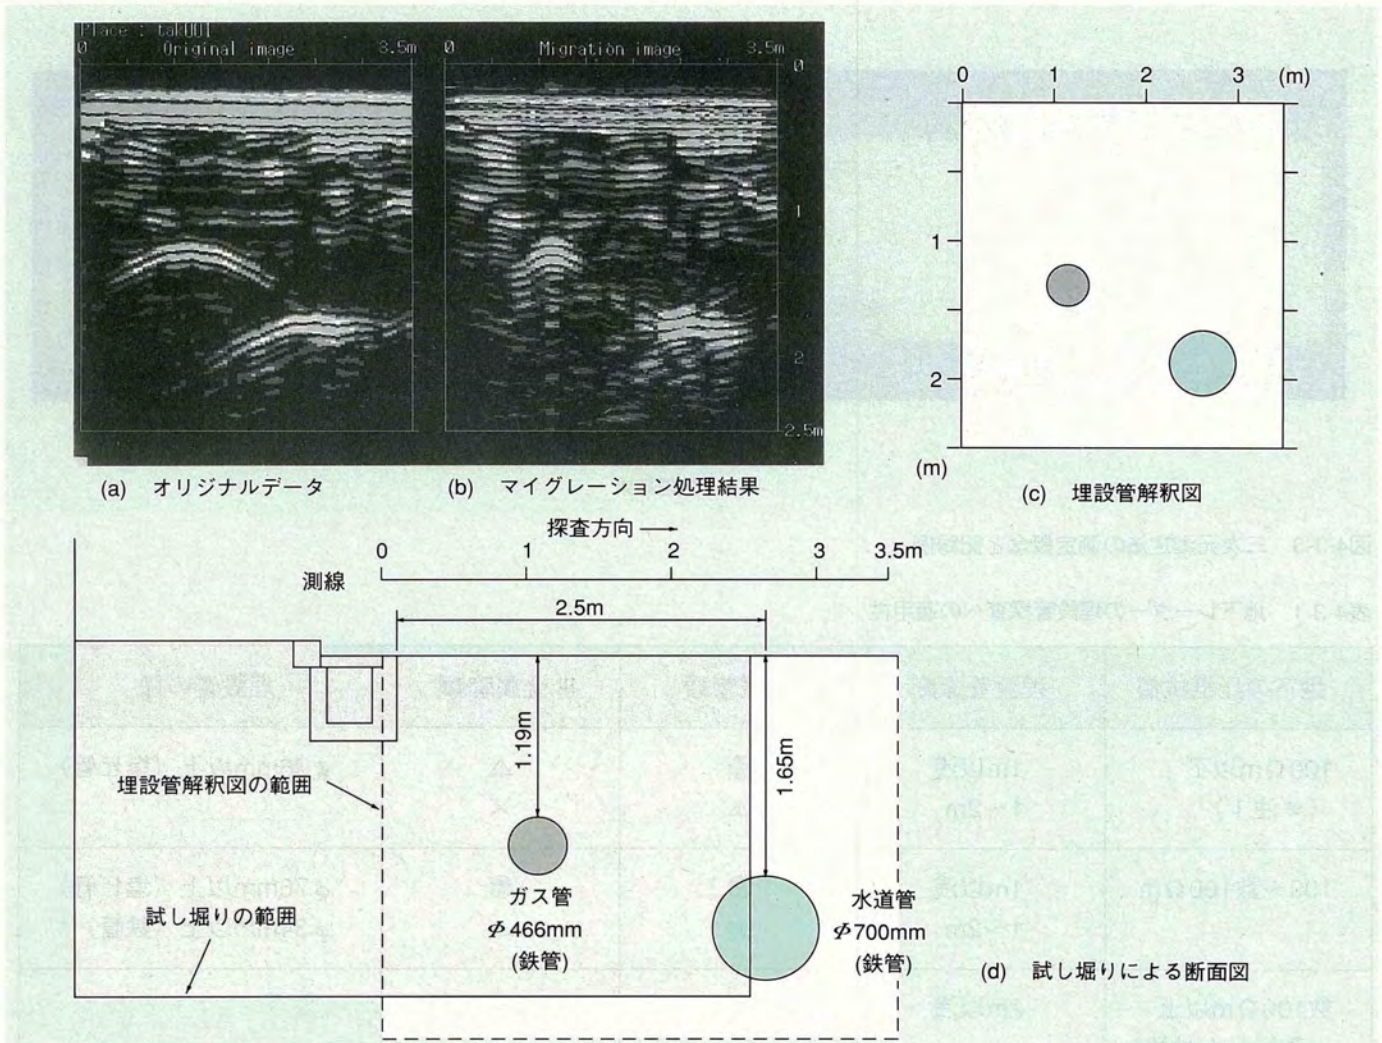 Place : tak001
0 Original image 3.5m
0 Migration image 3.5m
0
1
2
2.5m
(a) オリジナルデータ
(b) マイグレーション処理結果
0 1 2 3 (m)
1
2
(m)
(c) 埋設管解釈図
探査方向
測線
0 1 2 3 3.5m
2.5m
1.19m
1.65m
埋設管解釈図の範囲
試し堀りの範囲
ガス管
Φ466mm
(鉄管)
水道管
Φ700mm
(鉄管)
(d) 試し堀りによる断面図